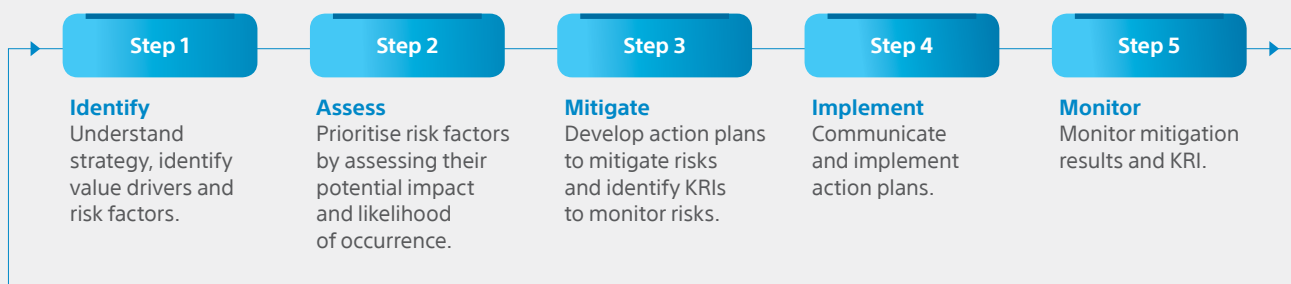 Step 1
Identify
Understand
strategy, identify
value drivers and
risk factors.
Step 2
Assess
Prioritise risk factors
by assessing their
potential impact
and likelihood
of occurrence.
Step 3
Mitigate
Develop action plans
to mitigate risks
and identify KRIs
to monitor risks.
Step 4
Implement
Communicate
and implement
action plans.
Step 5
Monitor
Monitor mitigation
results and KRI.